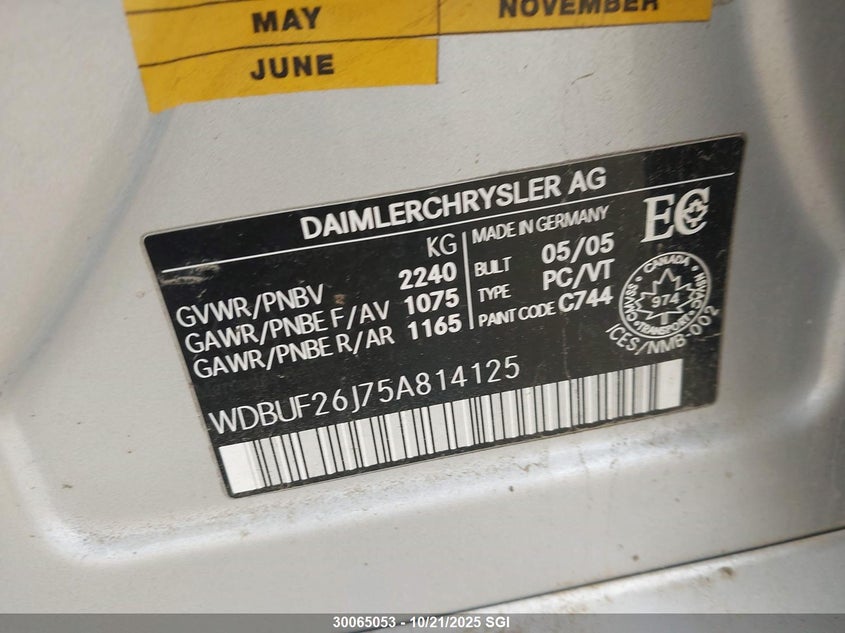 MAY
NOVEMBER
JUNE
DAIMLERCHRYSLER AG
KG
MADE IN GERMANY
GVWR/PNBV 2240
BUILT 05/05
GAWR/PNBE F/AV 1075
TYPE PC/VT
GAWR/PNBE R/AR 1165
PAINT CODE C744
EC
CANADA
974
TRANSPORT
ICES/NMB-002
WDBUF26J75A814125
30065053 - 10/21/2025 SGI